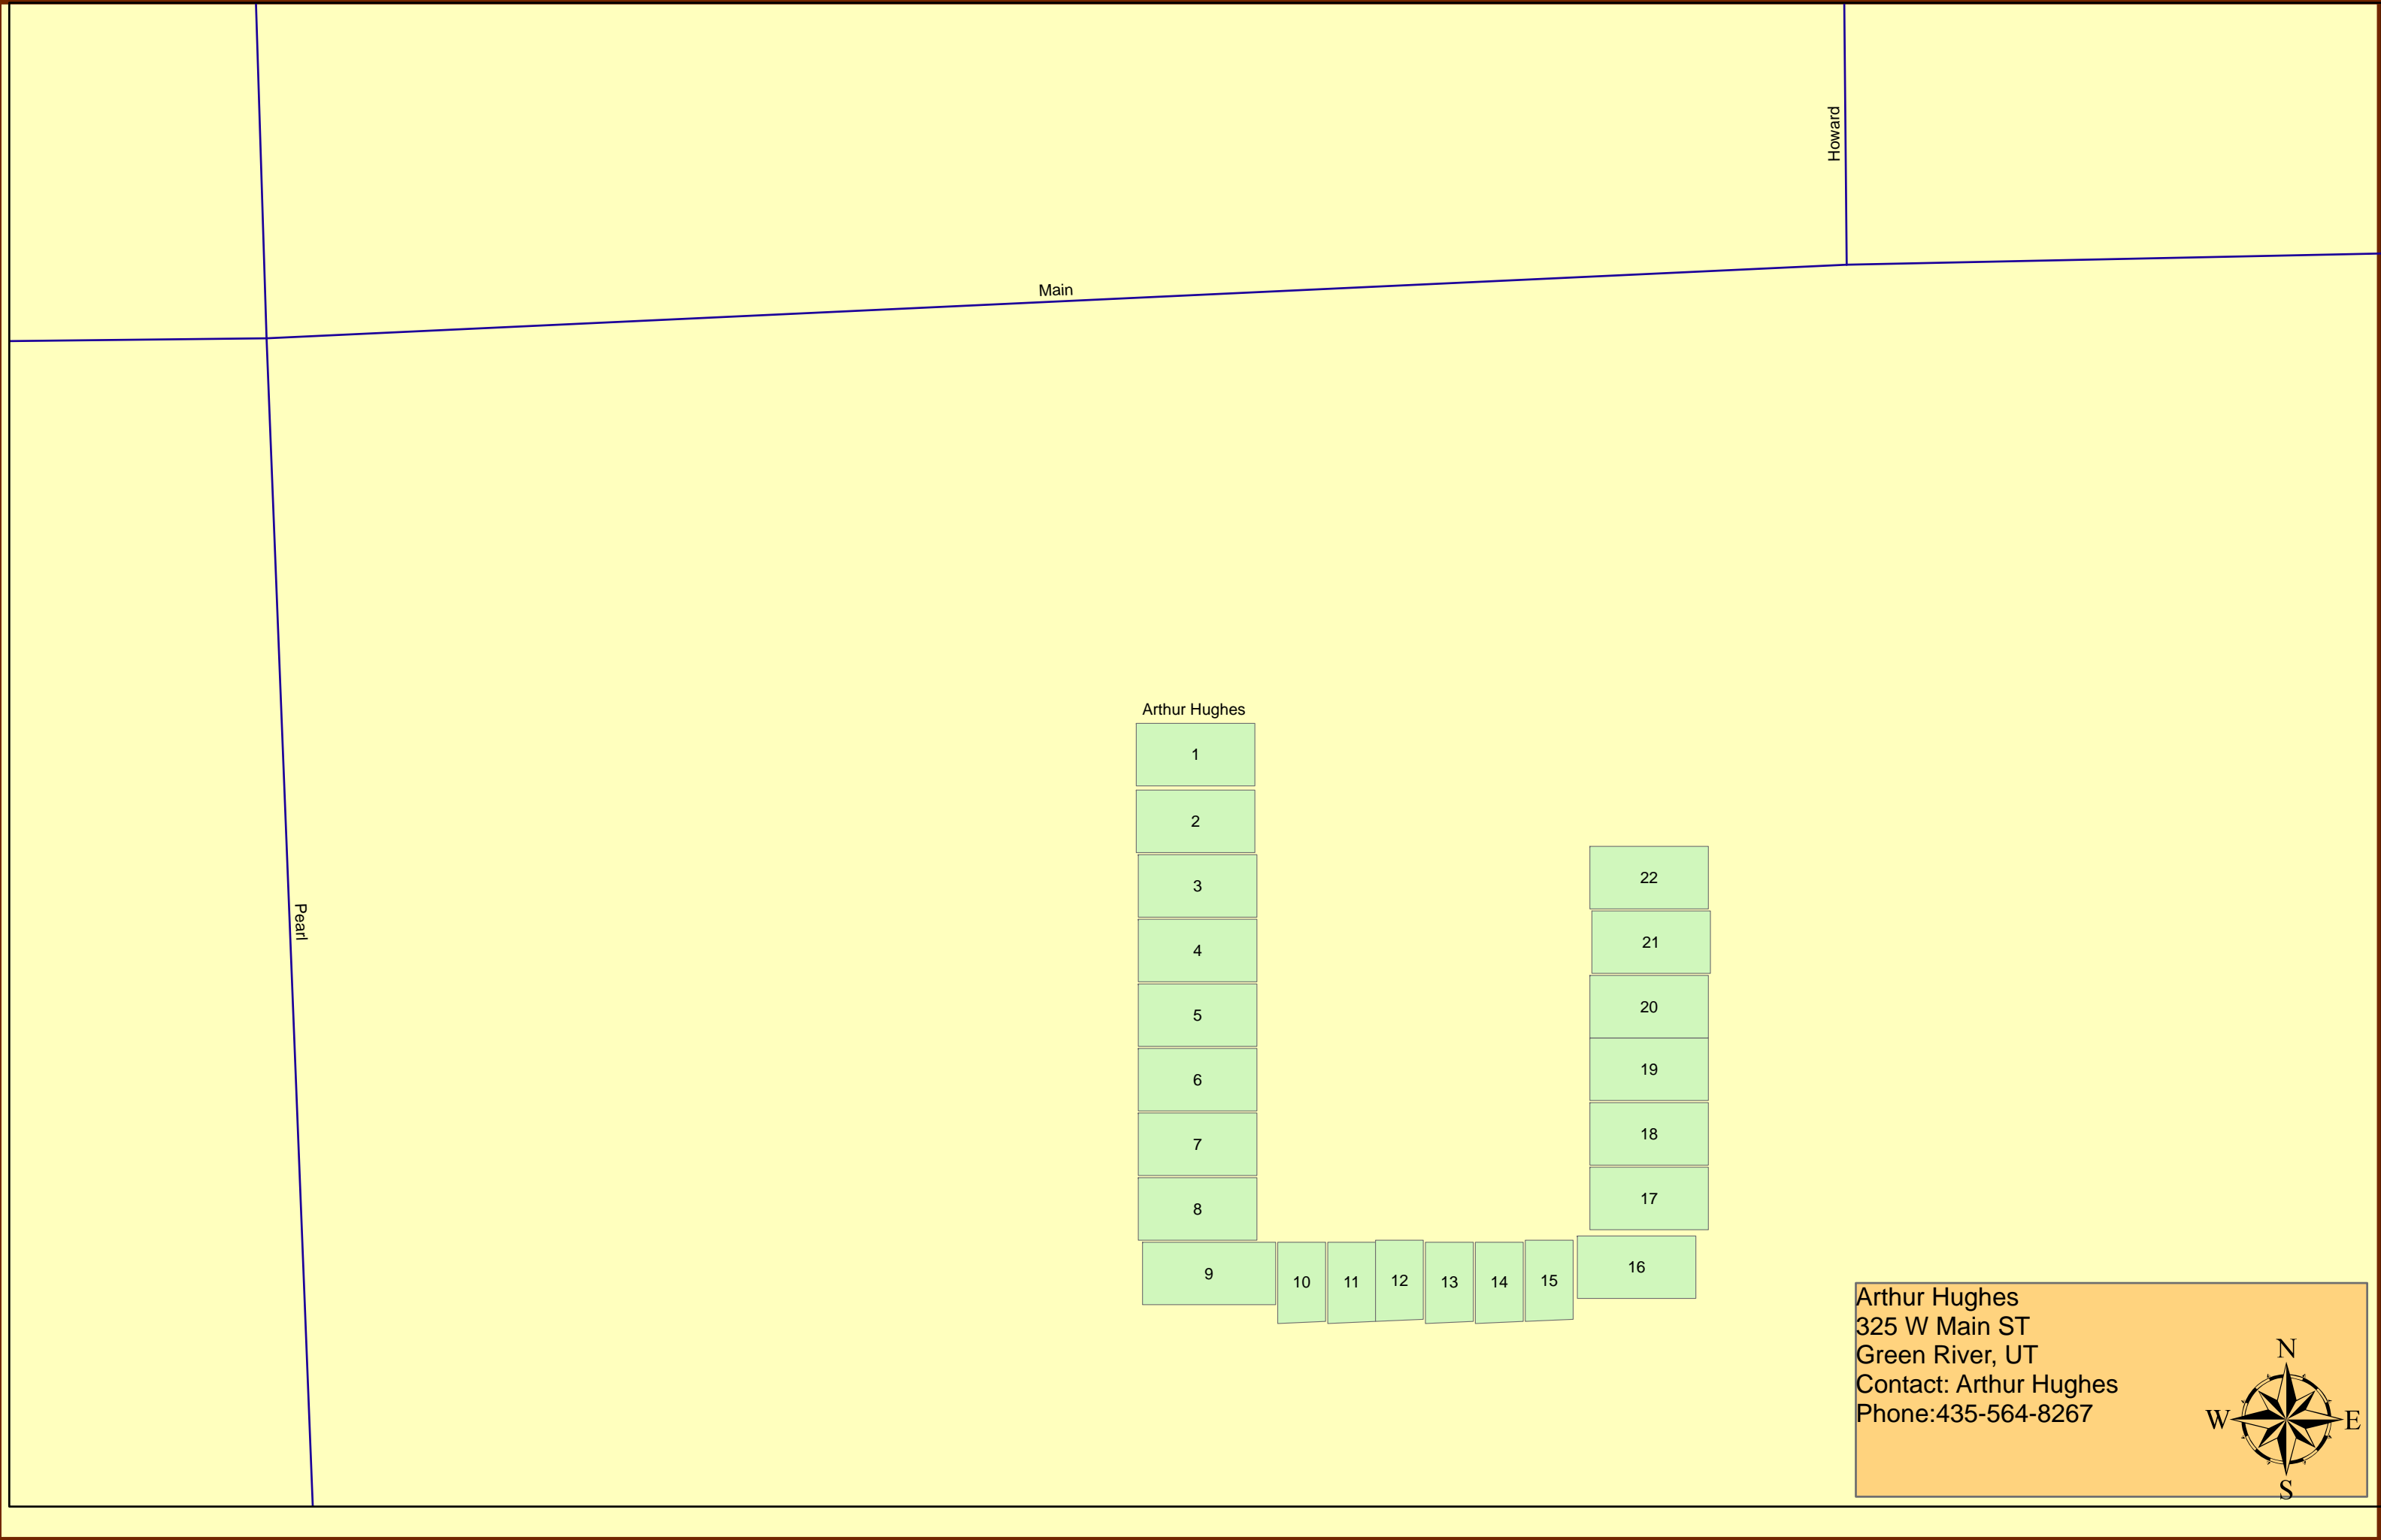 Howard
Main
Arthur Hughes
1
2
3
4
5
6
7
8
9
10
11
12
13
14
15
16
17
18
19
20
21
22
Pearl
Arthur Hughes
325 W Main ST
Green River, UT
Contact: Arthur Hughes
Phone:435-564-8267
N
W
E
S